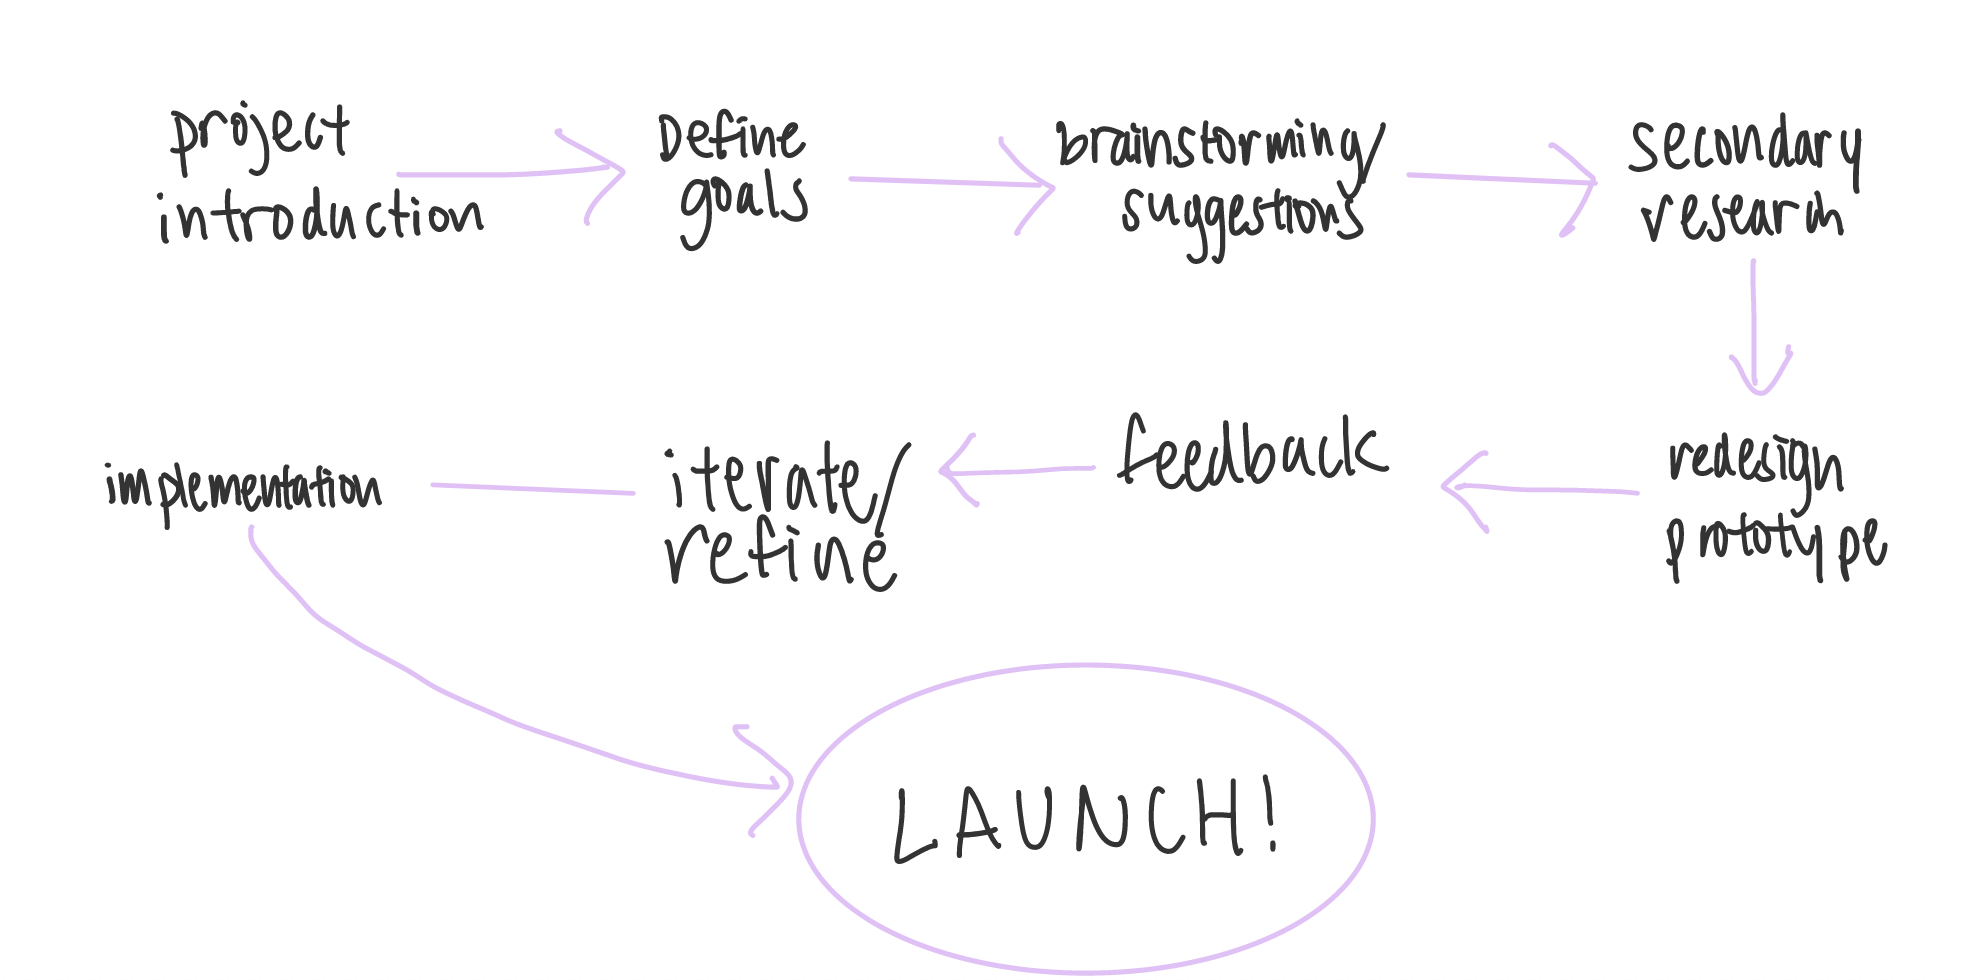 project
introduction
Define
goals
brainstorming/
suggestions
secondary
research
redesign
prototype
feedback
iterate/
refine
implementation
LAUNCH!